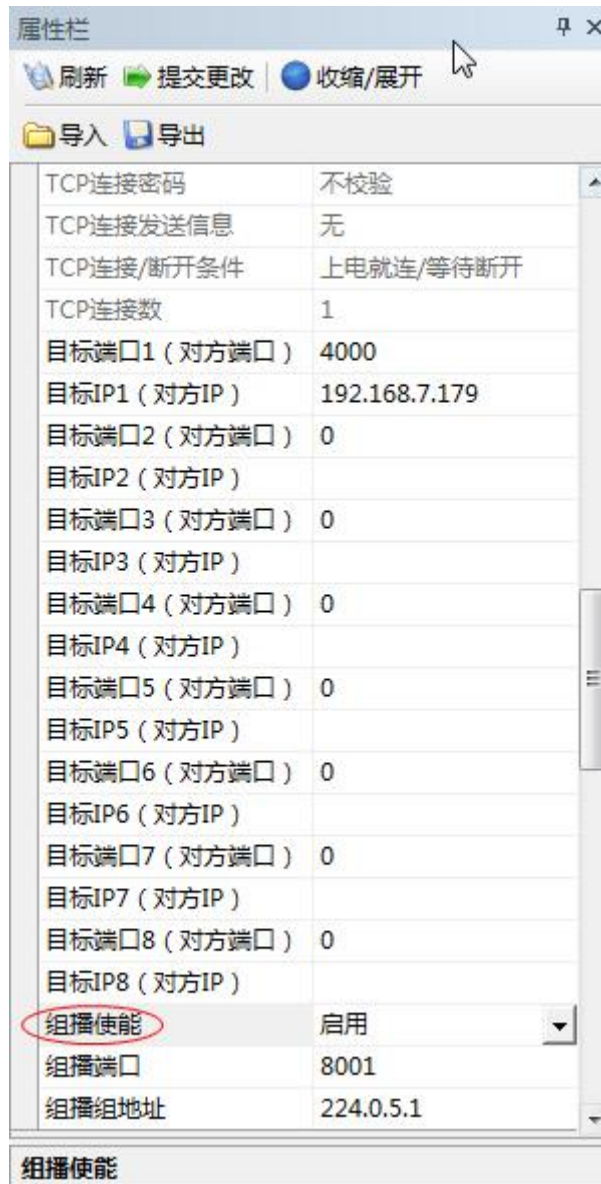 属性栏
刷新 提交更改 收缩/展开
导入 导出
TCP连接密码 不校验
TCP连接发送信息 无
TCP连接/断开条件 上电就连/等待断开
TCP连接数 1
目标端口1（对方端口） 4000
目标IP1（对方IP） 192.168.7.179
目标端口2（对方端口） 0
目标IP2（对方IP）
目标端口3（对方端口） 0
目标IP3（对方IP）
目标端口4（对方端口） 0
目标IP4（对方IP）
目标端口5（对方端口） 0
目标IP5（对方IP）
目标端口6（对方端口） 0
目标IP6（对方IP）
目标端口7（对方端口） 0
目标IP7（对方IP）
目标端口8（对方端口） 0
目标IP8（对方IP）
组播使能 启用
组播端口 8001
组播组地址 224.0.5.1
组播使能